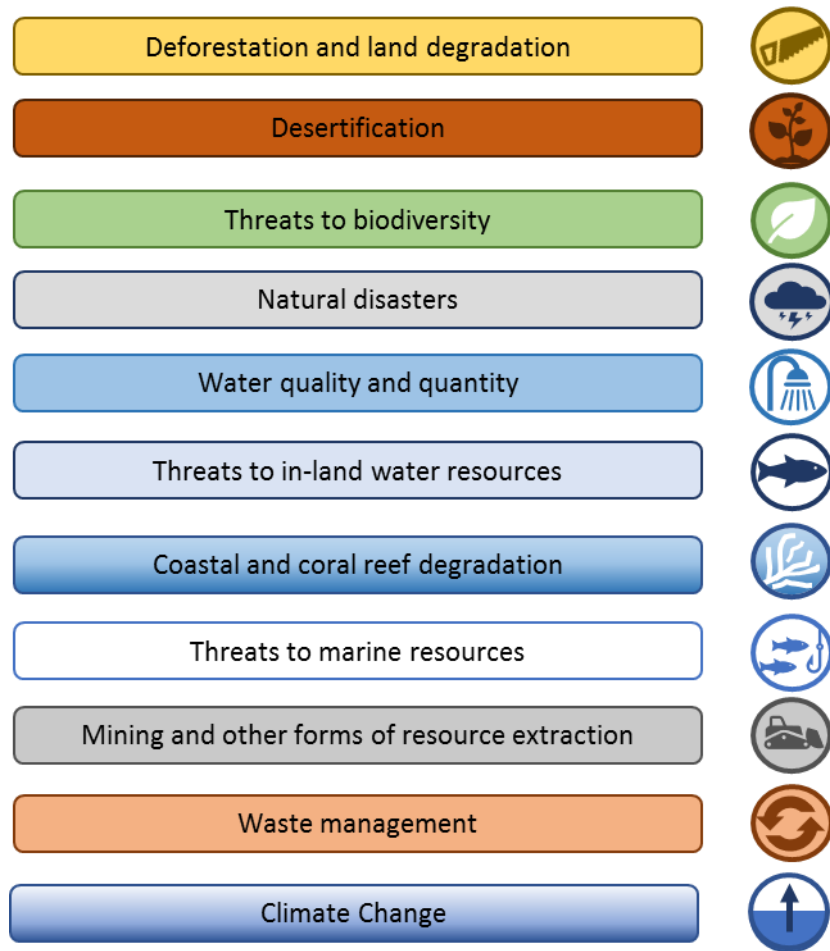 Deforestation and land degradation
Desertification
Threats to biodiversity
Natural disasters
Water quality and quantity
Threats to in-land water resources
Coastal and coral reef degradation
Threats to marine resources
Mining and other forms of resource extraction
Waste management
Climate Change